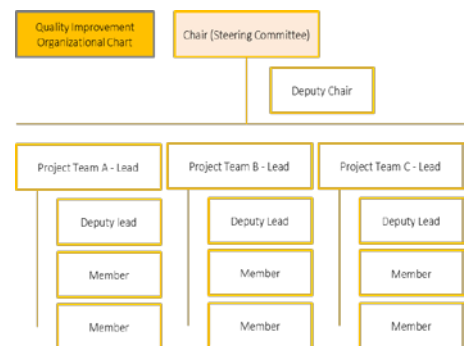 Quality Improvement
Organizational Chart
Chair (Steering Committee)
Deputy Chair
Project Team A - Lead
Project Team B - Lead
Project Team C - Lead
Deputy lead
Deputy Lead
Deputy Lead
Member
Member
Member
Member
Member
Member